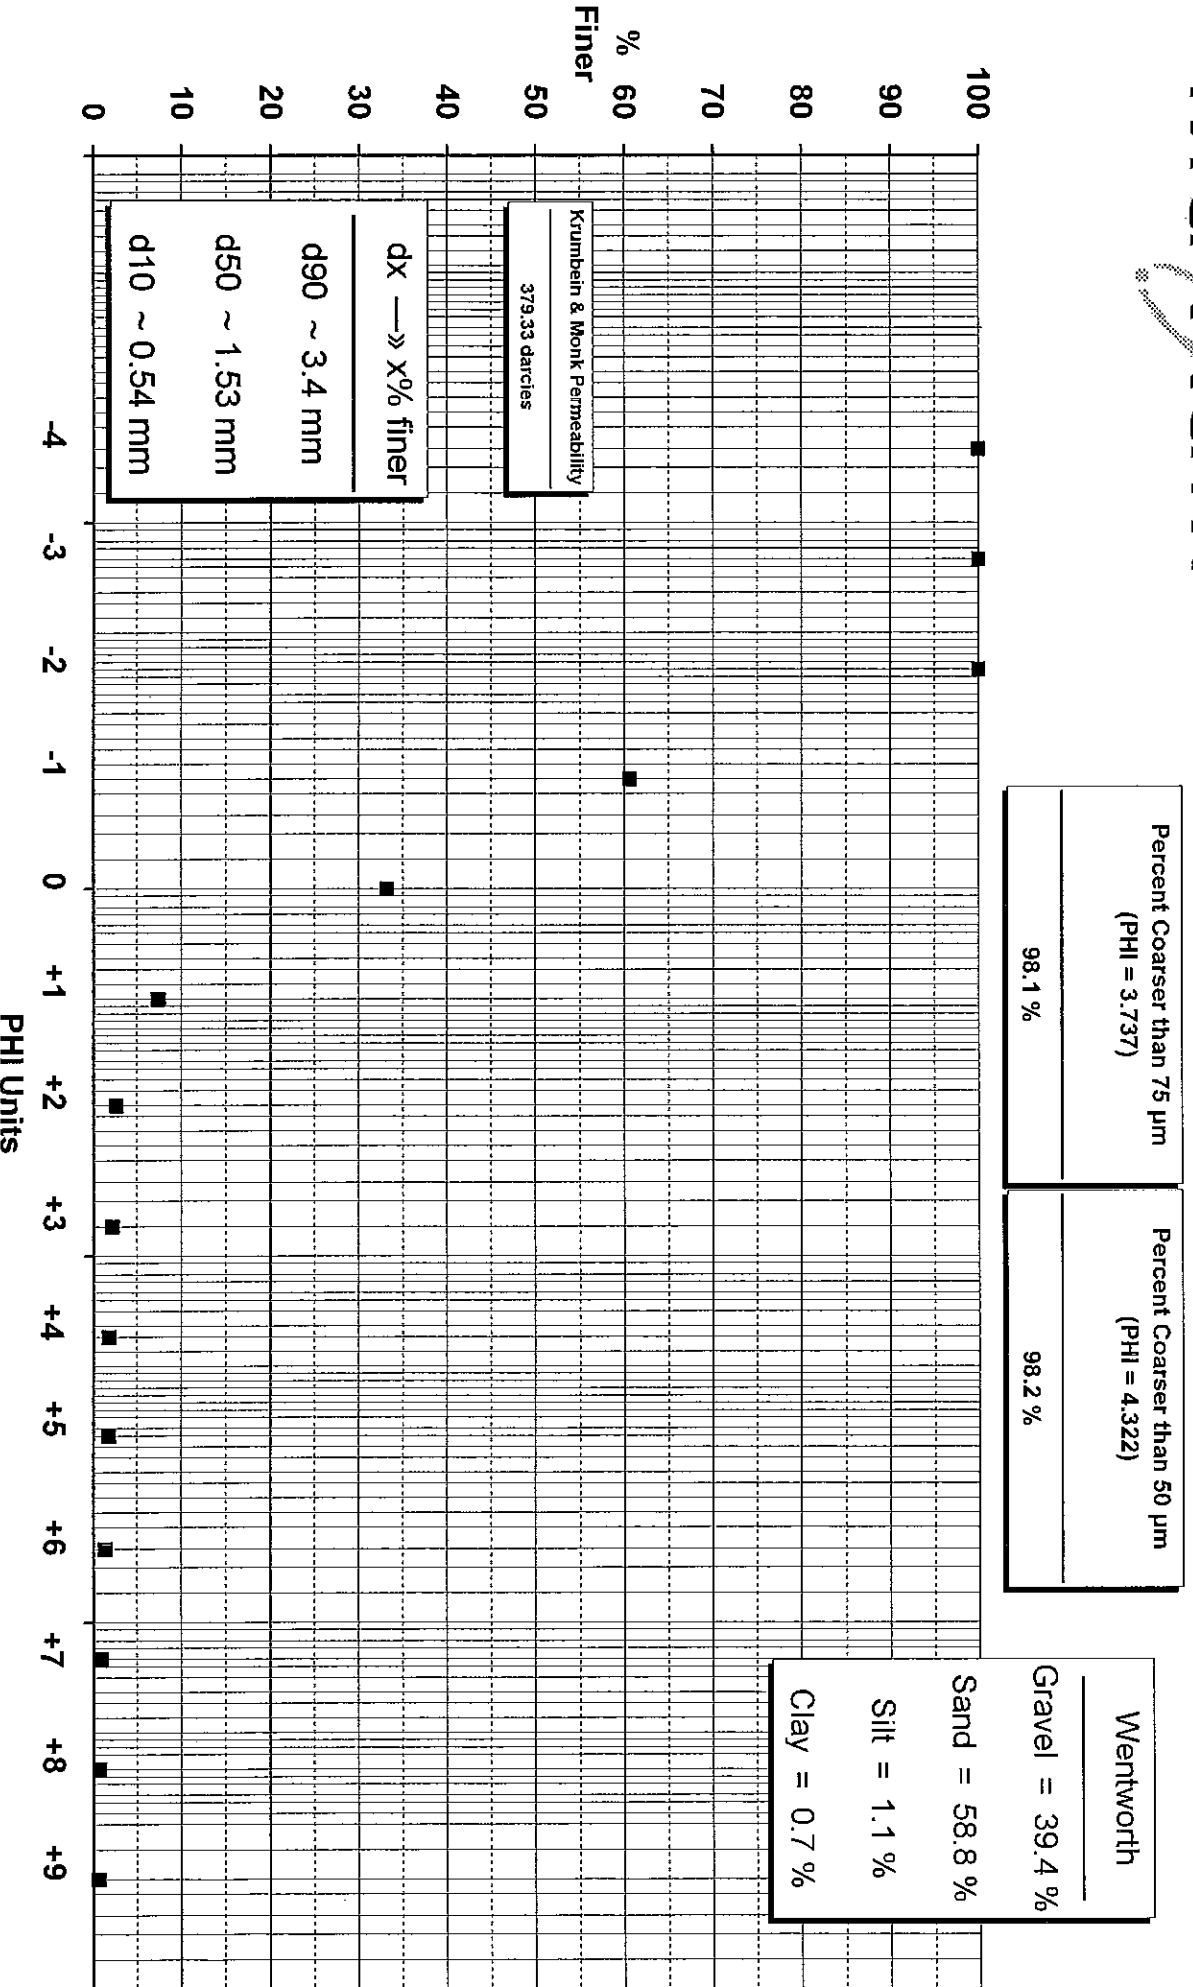 Percent Coarser than 75 µm
(PHI = 3.737)
98.1 %
Percent Coarser than 50 µm
(PHI = 4.322)
98.2 %
Wentworth
Gravel = 39.4 %
Sand = 58.8 %
Silt = 1.1 %
Clay = 0.7 %
%
Finer
100
90
80
70
60
50
40
30
20
10
0
Krumbein & Monk Permeability
379.33 darcies
dx —» x% finer
d90 ~ 3.4 mm
d50 ~ 1.53 mm
d10 ~ 0.54 mm
-4 -3 -2 -1 0 +1 +2 +3 +4 +5 +6 +7 +8 +9
PHI Units